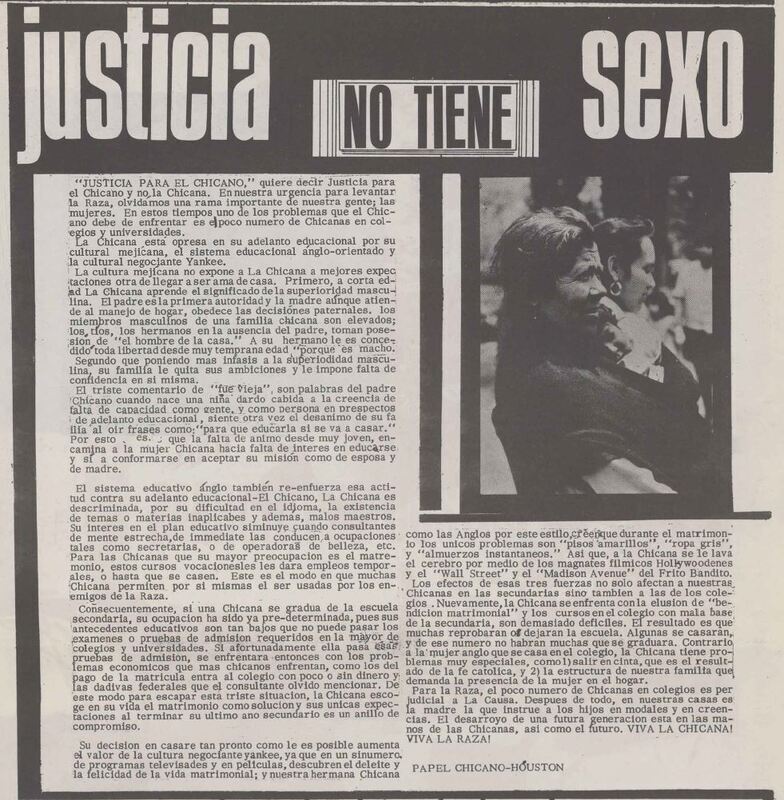 justicia
NO TIENE
sexo
"JUSTICIA PARA EL CHICANO," quiere decir Justicia para
el Chicano y no la Chicana. En nuestra urgencia para levantar
la Raza, olvidamos una rama importante de nuestra gente; las
mujeres. En estos tiempos uno de los problemas que el Chic-
ano debe de enfrentar es el poco numero de Chicanas en col-
egios y universidades.
La Chicana está opresa en su adelanto educacional por su
cultural mejicana, el sistema educacional anglo-orientado y
la cultural negociante Yankee.
La cultura mejicana no expone a La Chicana a mejores expec
taciones otra de llegar a ser ama de casa. Primero, a corta ed-
ad La Chicana aprende el significado de la superioridad mascu-
lina. El padre es la primera autoridad y la madre aunque atien-
de al manejo de hogar, obedece las decisiones paternales. los
miembros masculinos de una familia chicana son elevados;
los tios, los hermanos en la ausencia del padre, toman pose-
sion de "el hombre de la casa." A su hermano le es conce-
dido toda libertad desde muy temprana edad "porque es macho.
Segundo que poniendo mas infasis a la superiodidad mascu-
lina, su familia le quita sus ambiciones y le impone falta de
confidencia en si misma.
El triste comentario de "fue vieja", son palabras del padre
Chicano cuando nace una niña dardo cabida a la creencia de
falta de capacidad como gente, y como persona en prespectos
de adelanto educacional, siente otra vez el desanimo de su fa
ilia al oir frases como: "para que educarla si se va a casar."
Por esto es que la falta de animo desde muy joven, en-
camina a la mujer Chicana hacia falta de interes en educarse
y si a conformarse en aceptar su misión como de esposa y
de madre.
El sistema educativo anglo también re-enfuerza esa acti-
tud contra su adelanto educacional-El Chicano, La Chicana es
descriminada, por su dificultad en el idjoma, la existencia
de temas o materias inaplicables y además, malos maestros.
Su interes en el plan educativo siminuye cuando consultantes
de mente estrecha, de immediate las conducen a ocupaciones
tales como secretarias, o de operadoras de belleza, etc.
Para las Chicanas que su mayor preocupacion es el matre-
monio, estos cursos vocacionesles les dara empleos tempor-
ales, o hasta que se casen. Este es el modo en que muchas
Chicanas permiten por si mismas el ser usadas por los en-
emigos de la Raza.
Consecuentemente, si una Chicana se gradua de la escuela
secondaria, su ocupacion ha sido ya pre-determinada, pues sus
antecedentes educativos son tan bajos que no puede pasar los
examenes o pruebas de admision requeridos en la mayor de
colegios y universidades. Si afortunadamente ella pasa esas
pruebas de admision, se enfrentara entonces con los prob-
lemas economicos que mas chicanos enfrentan, como los del
pago de la matricula entra al colegio con poco o sin dinero y
las dadivas federales que el consultante olvido mencionar. De
este modo para escapar esta triste situacion, la Chicana esco-
ge en su vida el matrimonio como solucion y sus unicas expec-
taciones al terminar su ultimo ano secundario es un anillo de
compromiso.
Su decision en casare tan pronto como le es posible aumenta
el valor de la cultura negociante yankee, ya que en un sinumero
de programas televisades y en peliculas, descubren el deleite y
la felicidad de la vida matrimonial; y nuestra hermana Chicana
como las Anglos por este estilo, creen que durante el matrimon-
io los unicos problemas son "pisos amarillos", "ropa gris",
y "almuerzos instantaneos." Asi que, a la Chicana se le lava
el cerebro por medio de los magnates filmicos Hollywoodenes
y el "Wall Street" y el "Madison Avenue" del Frito Bandito.
Los efectos de esas tres fuerzas no solo afectan a nuestras
Chicanas en las secundarias sino tambien a las de los cole-
gios. Nuevamente, la Chicana se enfrenta con la elusion de "be-
ndicion matrimonial" y los cursos en el colegio con mala base
de la secundaria, son demasiado deficiles. El resultado es que
muchas reprobaran o dejaran la escuela. Algunas se casarán,
y de ese numero no habran muchas que se graduara. Contrario
a la mujer anglo que se casa en el colegio, la Chicana tiene pro-
blemas muy especiales, como 1) salir en cinta, que es el result-
ado de la fe catolica, y 2) la estructura de nuestra familia que
demanda la presencia de la mujer en el hogar.
Para la Raza, el poco numero de Chicanas en colegios es per
judicial a La Causa. Despues de todo, en nuestras casas es
la madre la que instrue a los hijos en modales y en creen-
cias. El desarroyo de una futura generacion esta en las ma-
nos de las Chicanas, asi como el futuro. VIVA LA CHICANA!
VIVA LA RAZA!
PAPEL CHICANO-HOUSTON